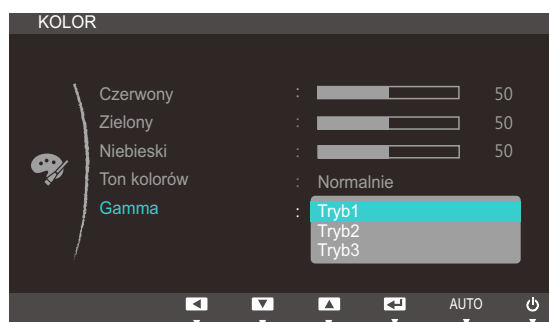 KOLOR
Czerwony : 50
Zielony : 50
Niebieski : 50
Ton kolorów : Normalnie
Gamma : Tryb1
Tryb2
Tryb3
AUTO